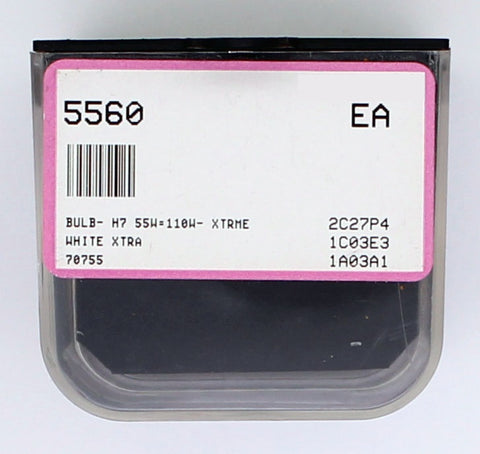 5560 EA
BULB- H7 55W=110W- XTRME 2C27P4
WHITE XTRA 1C03E3
70755 1A03A1